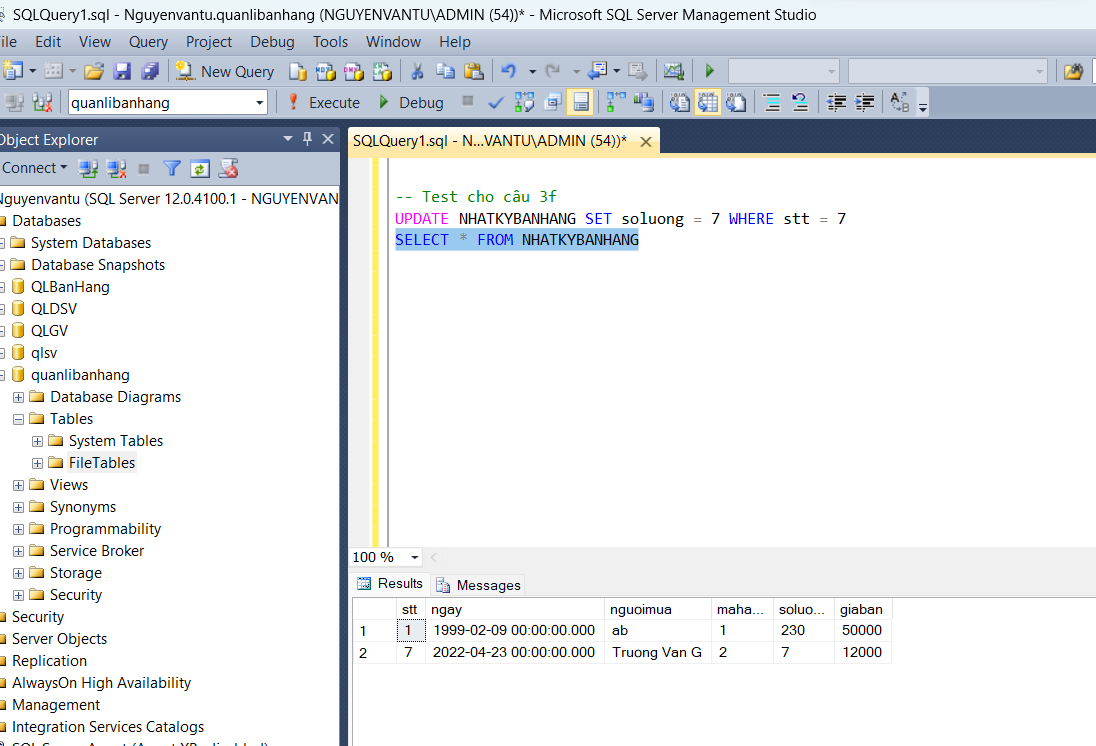 SQLQuery1.sql - Nguyenvantu.quanlibanhang (NGUYENVANTU\ADMIN (54))* - Microsoft SQL Server Management Studio
ile Edit View Query Project Debug Tools Window Help
New Query
quanlibanhang Execute Debug
Object Explorer
Connect
Nguyenvantu (SQL Server 12.0.4100.1 - NGUYENVAN
Databases
System Databases
Database Snapshots
QLBanHang
QLDSV
QLGV
qlsv
quanlibanhang
Database Diagrams
Tables
System Tables
FileTables
Views
Synonyms
Programmability
Service Broker
Storage
Security
Security
Server Objects
Replication
AlwaysOn High Availability
Management
Integration Services Catalogs
SQLQuery1.sql - N...VANTU\ADMIN (54))*
-- Test cho câu 3f
UPDATE NHATKYBANHANG SET soluong = 7 WHERE stt = 7
SELECT * FROM NHATKYBANHANG
100 %
Results Messages
stt ngay nguoimua maha... soluo... giaban
1 1 1999-02-09 00:00:00.000 ab 1 230 50000
2 7 2022-04-23 00:00:00.000 Truong Van G 2 7 12000